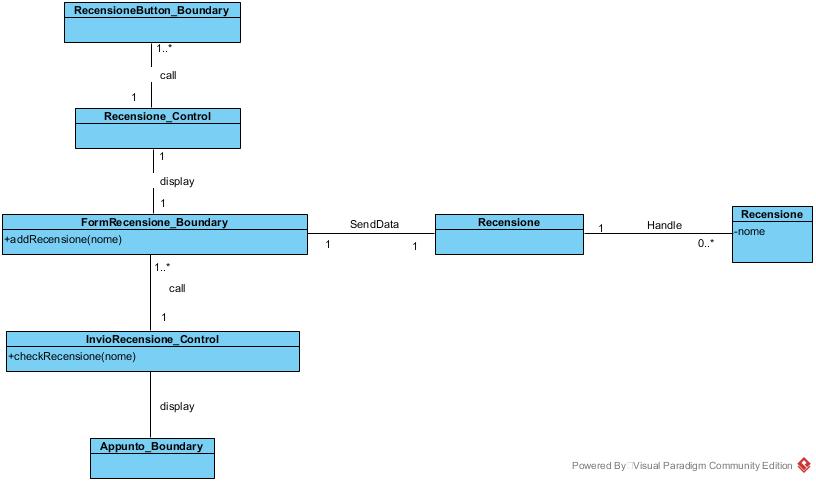 RecensioneButton_Boundary
1..*
call
1
Recensione_Control
1
display
1
FormRecensione_Boundary
+addRecensione(nome)
SendData
1
1
Recensione
1
Handle
0..*
Recensione
-nome
1..*
call
1
InvioRecensione_Control
+checkRecensione(nome)
display
Appunto_Boundary
Powered By Visual Paradigm Community Edition